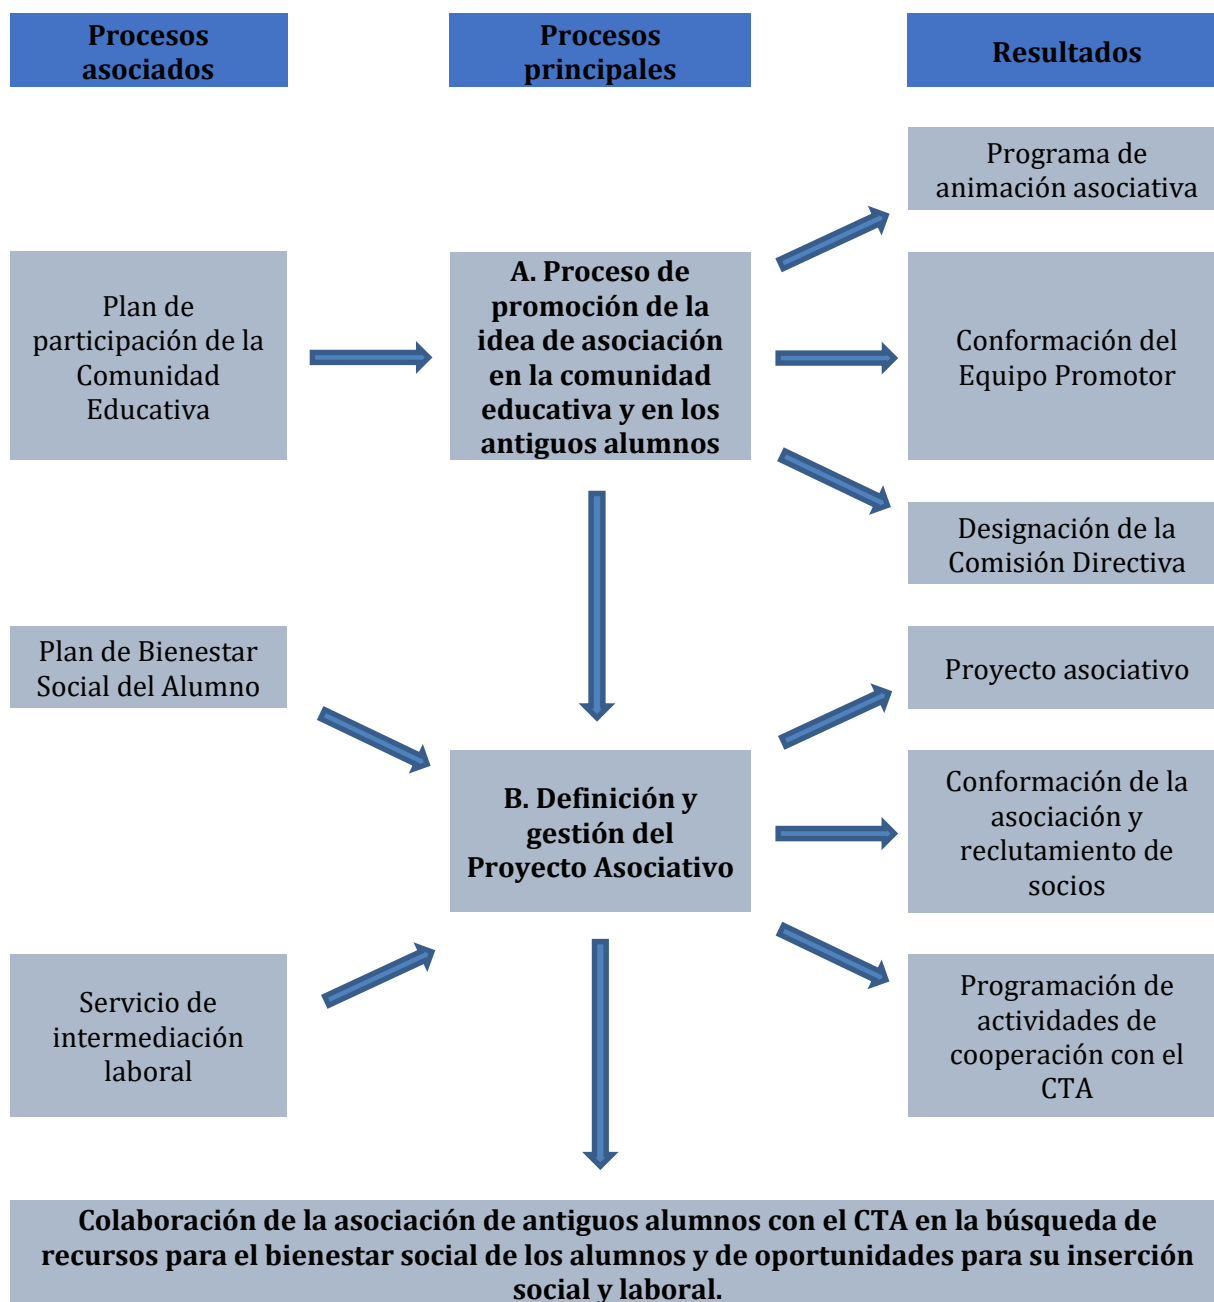 Procesos
asociados
Procesos
principales
Resultados
Programa de
animación asociativa
Plan de
participación de la
Comunidad
Educativa
A. Proceso de
promoción de la
idea de asociación
en la comunidad
educativa y en los
antiguos alumnos
Conformación del
Equipo Promotor
Designación de la
Comisión Directiva
Plan de Bienestar
Social del Alumno
Proyecto asociativo
B. Definición y
gestión del
Proyecto Asociativo
Conformación de la
asociación y
reclutamiento de
socios
Servicio de
intermediación
laboral
Programación de
actividades de
cooperación con el
CTA
Colaboración de la asociación de antiguos alumnos con el CTA en la búsqueda de
recursos para el bienestar social de los alumnos y de oportunidades para su inserción
social y laboral.